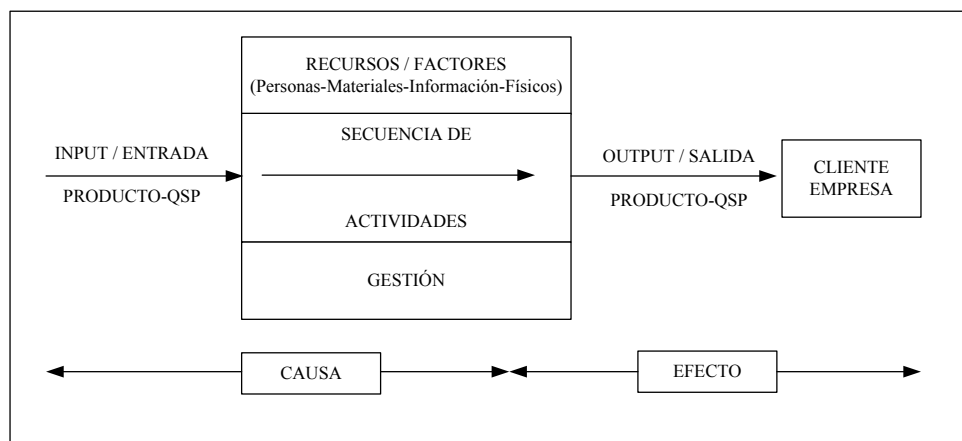 RECURSOS / FACTORES
(Personas-Materiales-Información-Físicos)
INPUT / ENTRADA
PRODUCTO-QSP
SECUENCIA DE
ACTIVIDADES
GESTIÓN
OUTPUT / SALIDA
PRODUCTO-QSP
CLIENTE
EMPRESA
CAUSA
EFECTO